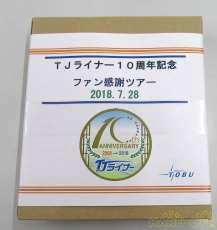 TJライナー10周年記念
ファン感謝ツアー
2018.7.28
10th
ANNIVERSARY
2008-2018
TJライナー
TOBU